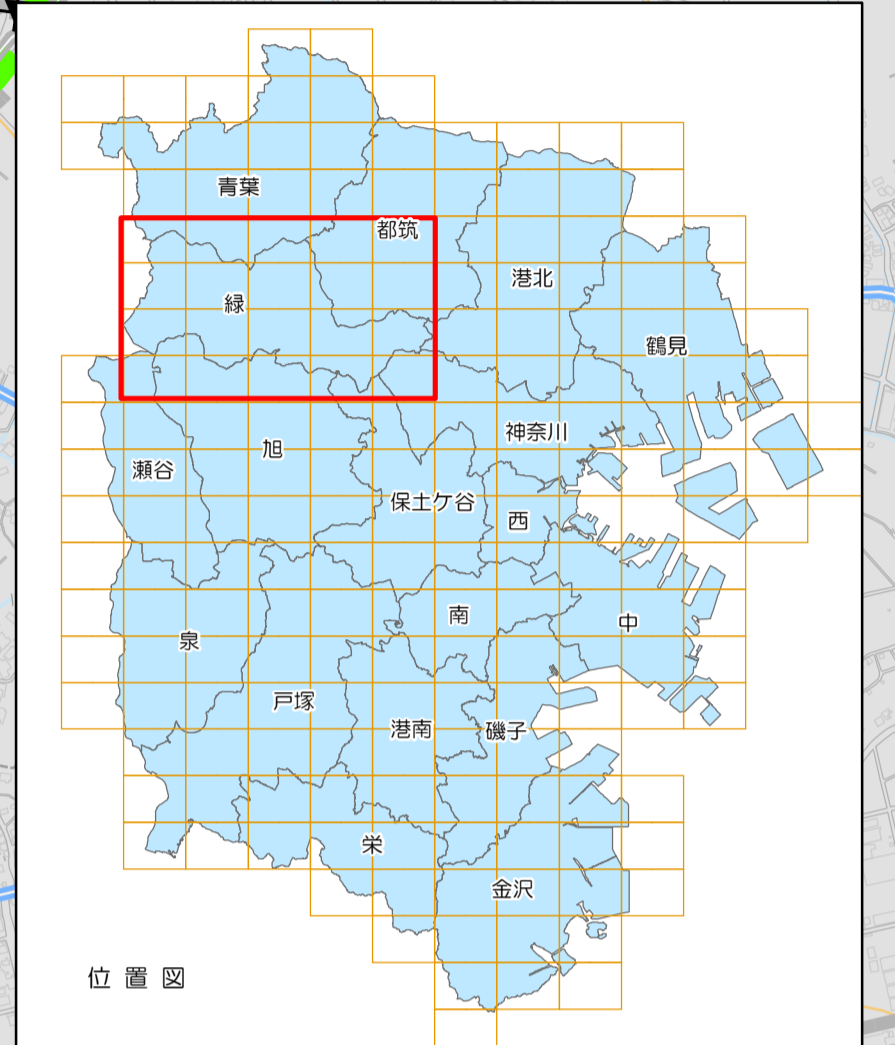 青葉
都筑
港北
緑
鶴見
神奈川
旭
瀬谷
保土ケ谷
西
南
中
泉
戸塚
港南
磯子
栄
金沢
位置図